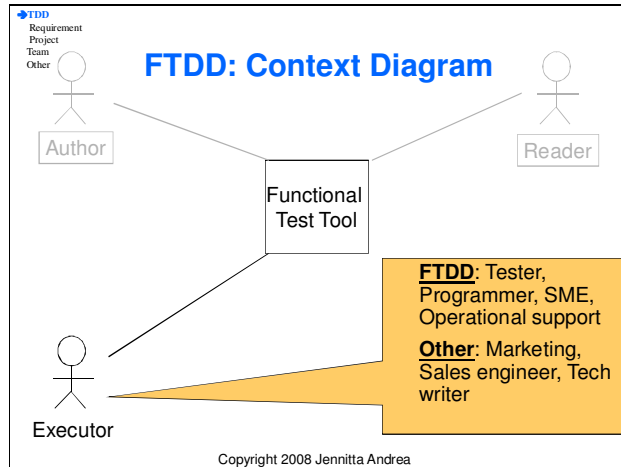 ➔TDD
Requirement
Project
Team
Other
FTDD: Context Diagram
Author
Reader
Functional
Test Tool
FTDD: Tester,
Programmer, SME,
Operational support
Other: Marketing,
Sales engineer, Tech
writer
Executor
Copyright 2008 Jennitta Andrea